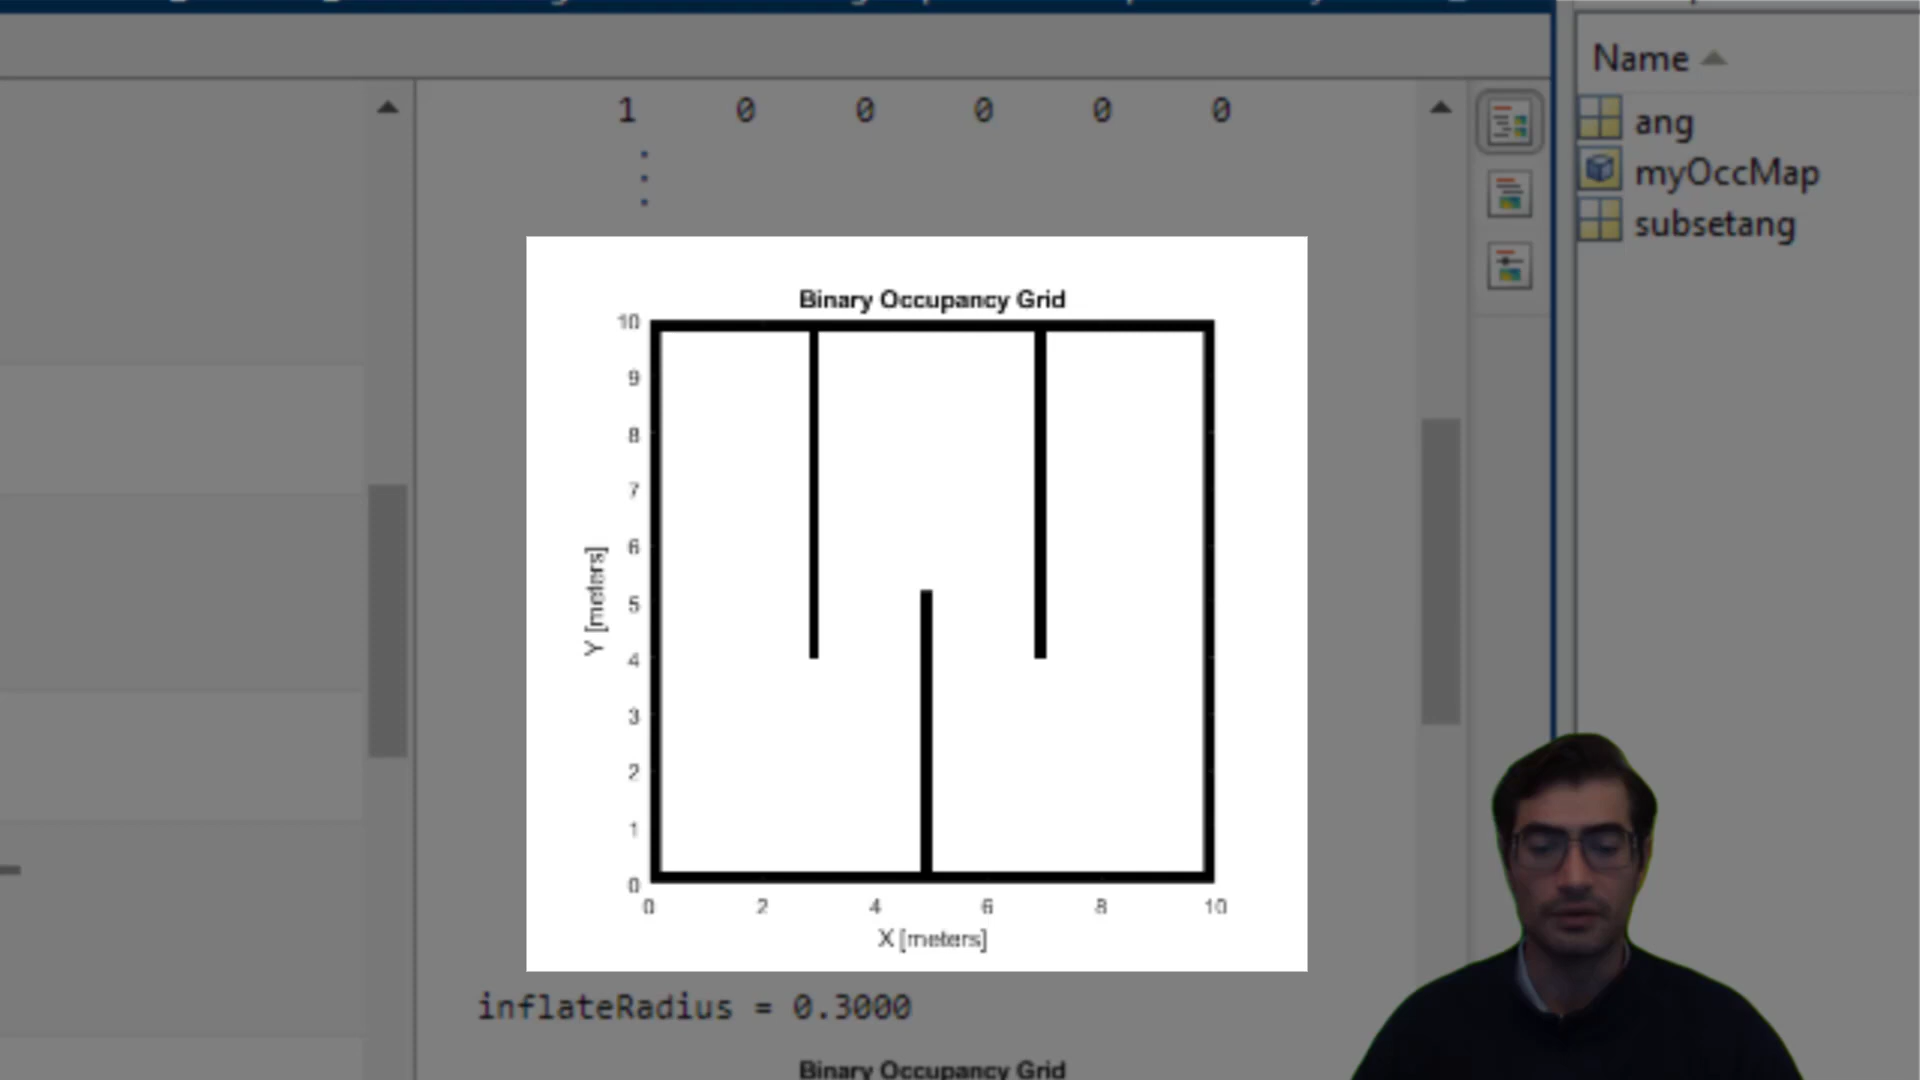 Name
ang
myOccMap
subsetang
1 0 0 0 0 0
Binary Occupancy Grid
10
9
8
7
6
5
4
3
2
1
0
Y [meters]
0 2 4 6 8 10
X [meters]
inflateRadius = 0.3000
Binary Occupancy Grid